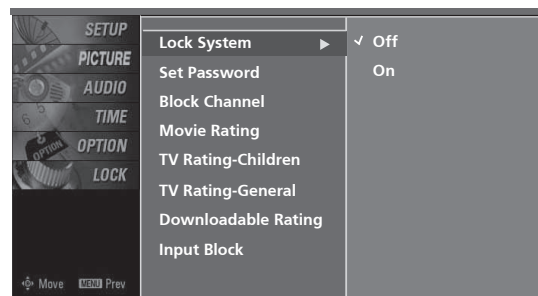 SETUP
PICTURE
AUDIO
TIME
OPTION
LOCK
Move MENU Prev
Lock System
Set Password
Block Channel
Movie Rating
TV Rating-Children
TV Rating-General
Downloadable Rating
Input Block
Off
On